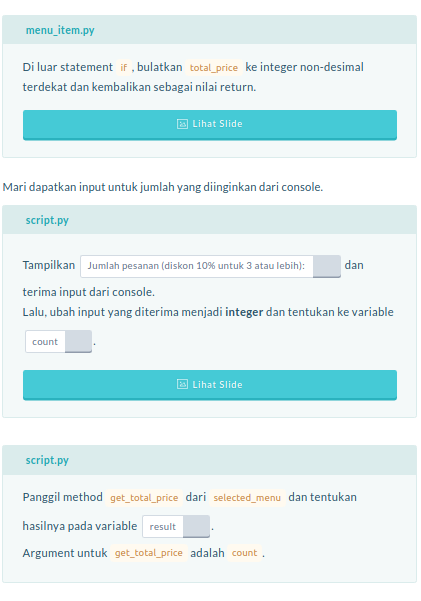 menu_item.py
Di luar statement if , bulatkan total_price ke integer non-desimal
terdekat dan kembalikan sebagai nilai return.
Lihat Slide
Mari dapatkan input untuk jumlah yang diinginkan dari console.
script.py
Tampilkan Jumlah pesanan (diskon 10% untuk 3 atau lebih): dan
terima input dari console.
Lalu, ubah input yang diterima menjadi integer dan tentukan ke variable
count .
Lihat Slide
script.py
Panggil method get_total_price dari selected_menu dan tentukan
hasilnya pada variable result .
Argument untuk get_total_price adalah count .